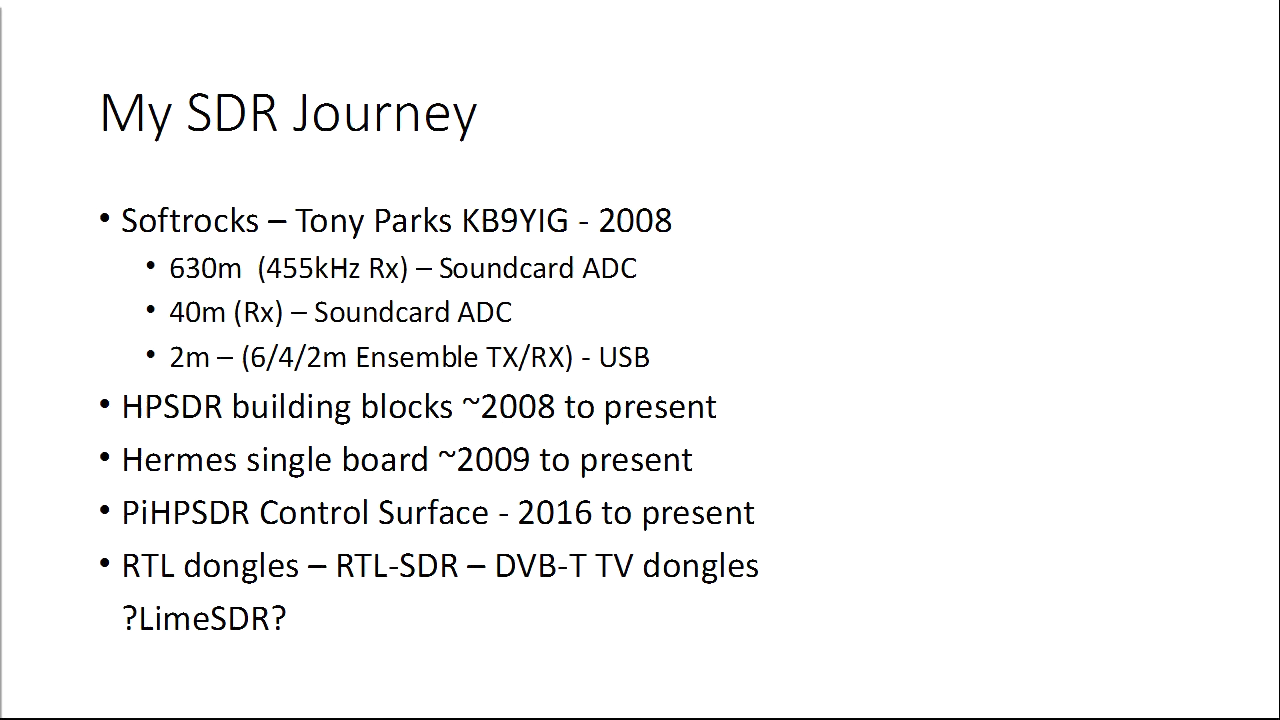 My SDR Journey
• Softrocks – Tony Parks KB9YIG - 2008
• 630m  (455kHz Rx) – Soundcard ADC
• 40m (Rx) – Soundcard ADC
• 2m – (6/4/2m Ensemble TX/RX) - USB
• HPSDR building blocks ~2008 to present
• Hermes single board ~2009 to present
• PiHPSDR Control Surface - 2016 to present
• RTL dongles – RTL-SDR – DVB-T TV dongles
?LimeSDR?